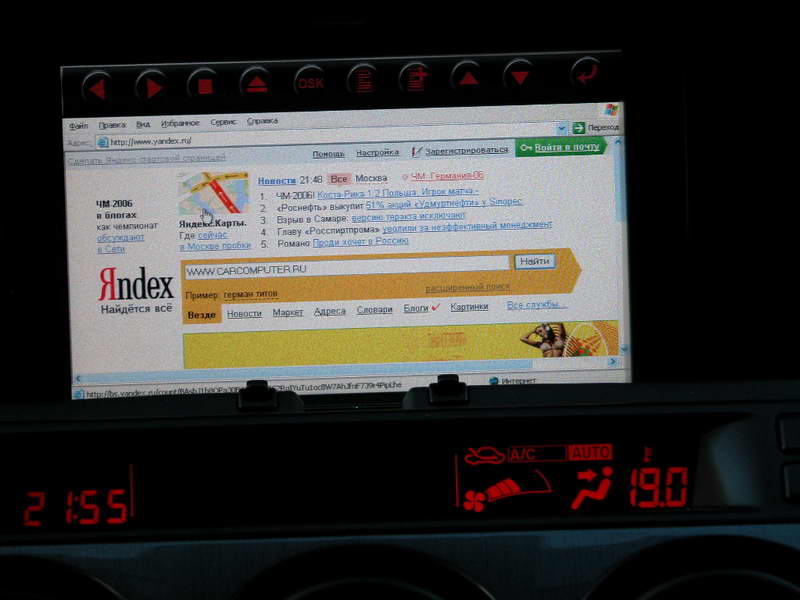 OSK
Файл Правка Вид Избранное Сервис Справка
Адрес: http://www.yandex.ru/ Переход
Сделать Яндекс стартовой страницей Помощь Настройка Зарегистрироваться Войти в почту
ЧМ 2006
в блогах
как чемпионат
обсуждают
в Сети
Яндекс.Карты.
Где сейчас
в Москве пробки
Новости 21:48 Все Москва ЧМ: Германия-06
1. ЧМ-2006! Коста-Рика 1:2 Польша: Игрок матча -
2. «Роснефть» выкупит 51% акций «Удмуртнефти» у Sinopec
3. Взрыв в Самаре: версию теракта исключают
4. Главу «Росспиртпрома» уволили за неэффективный менеджмент
5. Романо Проди хочет в Россию
Яndex
Найдётся всё
WWW.CARCOMPUTER.RU Найти
Пример: герман титов расширенный поиск
Везде Новости Маркет Адреса Словари Блоги Картинки Все службы...
Интернет
A/C AUTO
21:55 19.0